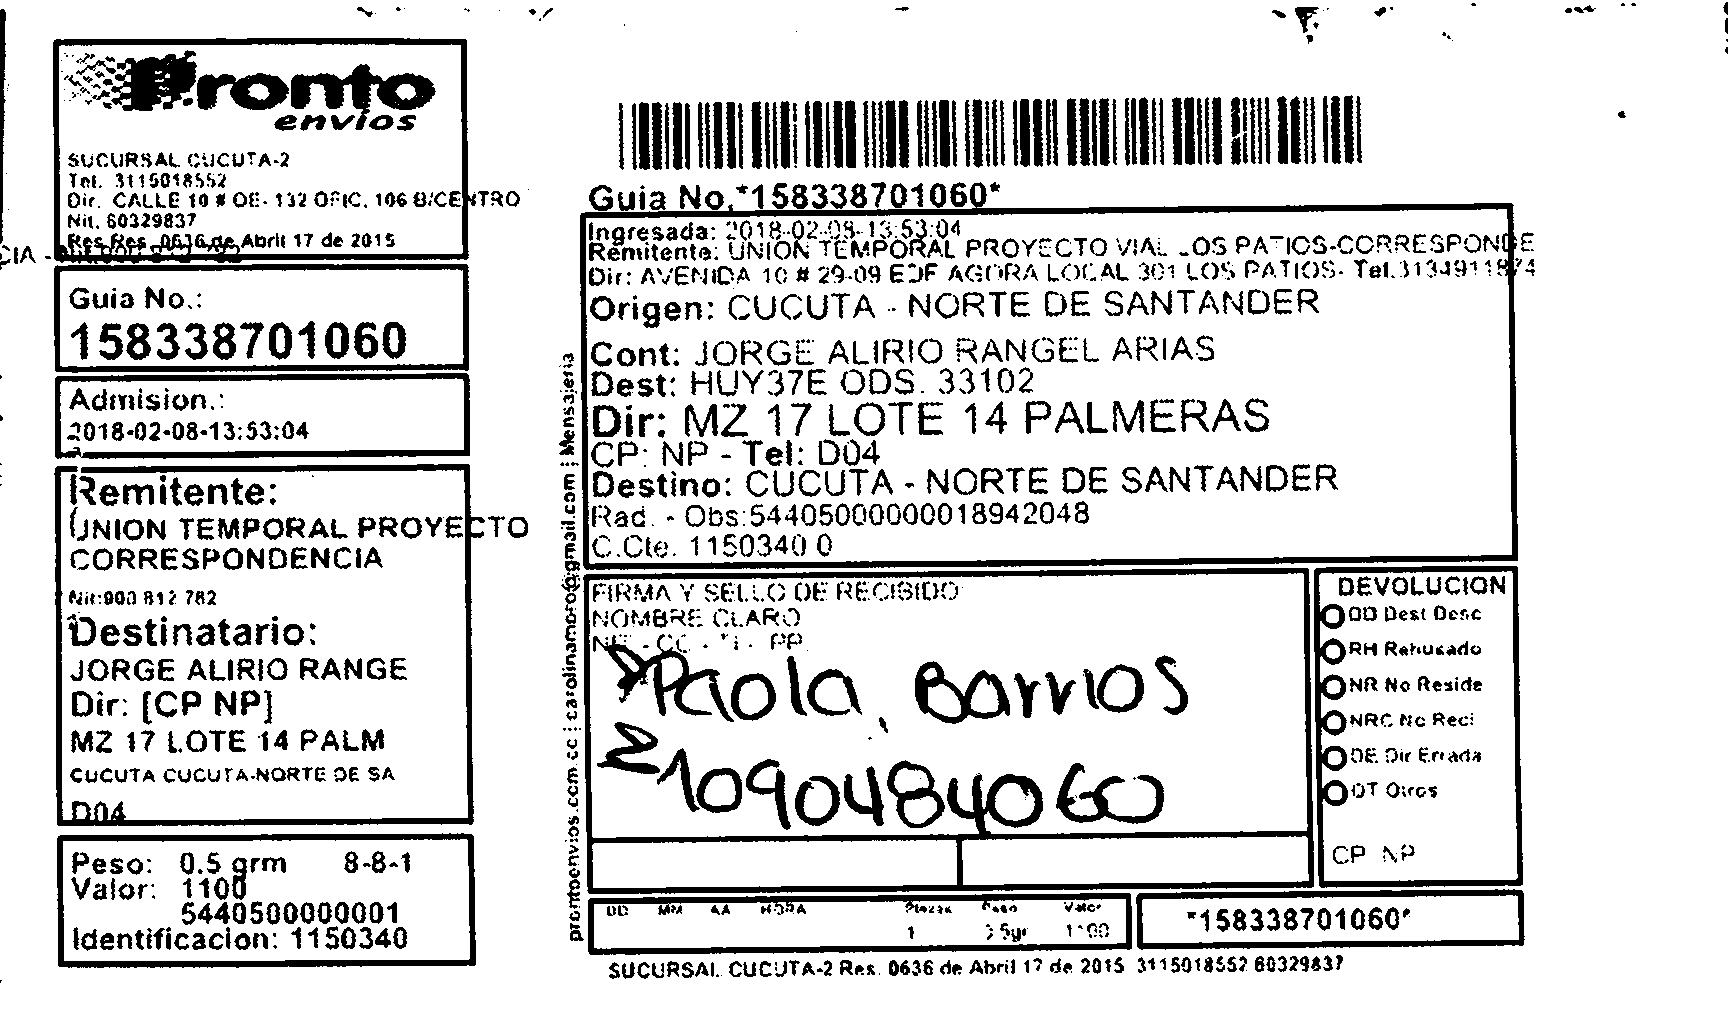 Pronto
envios
SUCURSAL CUCUTA-2
Tel. 3115018552
Dir. CALLE 10 # OE- 132 OFIC. 106 B/CENTRO
Nit. 60329837
Res.Res. 0636 de Abril 17 de 2015
Guia No.:
158338701060
Admision.:
2018-02-08-13:53:04
Remitente:
UNION TEMPORAL PROYECTO
CORRESPONDENCIA
Nit:900 812 782
Destinatario:
JORGE ALIRIO RANGE
Dir: [CP NP]
MZ 17 LOTE 14 PALM
CUCUTA CUCUTA-NORTE DE SA
D04
Peso: 0.5 grm 8-8-1
Valor: 1100
5440500000001
Identificacion: 1150340
prontoenvios.com.co ; carolinamoro@gmail.com ; Mensajeria
Guia No.*158338701060*
Ingresada: 2018-02-08-13:53:04
Remitente: UNION TEMPORAL PROYECTO VIAL LOS PATIOS-CORRESPONDE
Dir: AVENIDA 10 # 29-09 EDF AGORA LOCAL 301 LOS PATIOS- Tel.3134911874
Origen: CUCUTA - NORTE DE SANTANDER
Cont: JORGE ALIRIO RANGEL ARIAS
Dest: HUY37E ODS. 33102
Dir: MZ 17 LOTE 14 PALMERAS
CP: NP - Tel: D04
Destino: CUCUTA - NORTE DE SANTANDER
Rad. - Obs:544050000000018942048
C.Cte. 1150340 0
FIRMA Y SELLO DE RECIBIDO
NOMBRE CLARO
NIT - CC - TI - PP
Paola. Barrios
1090484060
DEVOLUCION
DD Dest Desc
RH Rehusado
NR No Reside
NRC No Recl
DE Dir Errada
OT Otros
CP NP
DD MM AA HORA Piezas Peso Valor
1 0.5gr 1100
*158338701060*
SUCURSAL CUCUTA-2 Res. 0636 de Abril 17 de 2015 3115018552 60329837